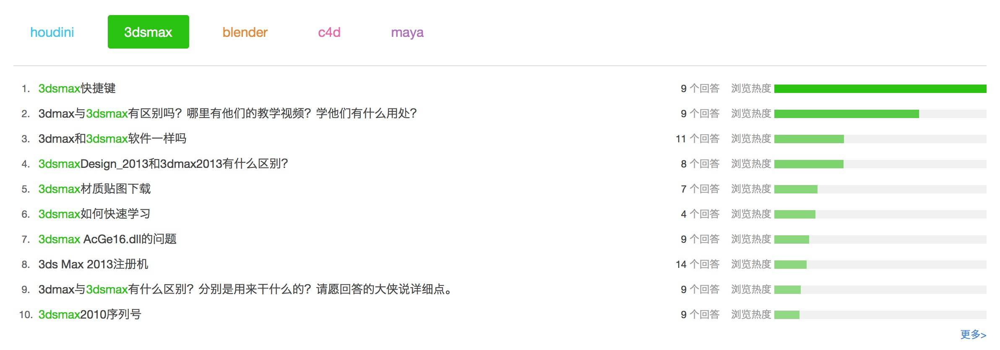 houdini 3dsmax blender c4d maya
1. 3dsmax快捷键 9 个回答 浏览热度
2. 3dmax与3dsmax有区别吗？哪里有他们的教学视频？学他们有什么用处？ 9 个回答 浏览热度
3. 3dmax和3dsmax软件一样吗 11 个回答 浏览热度
4. 3dsmaxDesign_2013和3dmax2013有什么区别？ 8 个回答 浏览热度
5. 3dsmax材质贴图下载 7 个回答 浏览热度
6. 3dsmax如何快速学习 4 个回答 浏览热度
7. 3dsmax AcGe16.dll的问题 9 个回答 浏览热度
8. 3ds Max 2013注册机 14 个回答 浏览热度
9. 3dmax与3dsmax有什么区别？分别是用来干什么的？请愿回答的大侠说详细点。 9 个回答 浏览热度
10. 3dsmax2010序列号 9 个回答 浏览热度
更多>